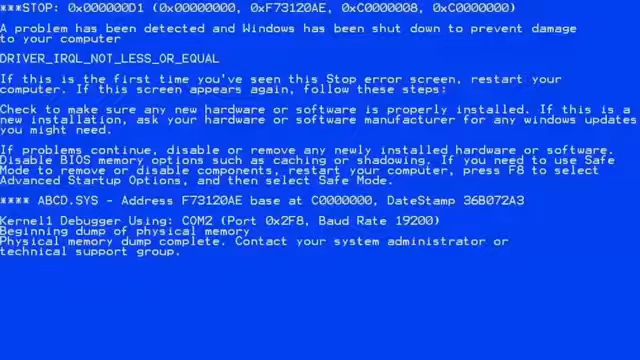 ***STOP: 0x000000D1 (0x00000000, 0xF73120AE, 0xC0000008, 0xC0000000)
A problem has been detected and Windows has been shut down to prevent damage
to your computer
DRIVER_IRQL_NOT_LESS_OR_EQUAL
If this is the first time you've seen this Stop error screen, restart your
computer. If this screen appears again, follow these steps:
Check to make sure any new hardware or software is properly installed. If this is a
new installation, ask your hardware or software manufacturer for any windows updates
you might need.
If problems continue, disable or remove any newly installed hardware or software.
Disable BIOS memory options such as caching or shadowing. If you need to use Safe
Mode to remove or disable components, restart your computer, press F8 to select
Advanced Startup Options, and then select Safe Mode.
**** ABCD.SYS - Address F73120AE base at C0000000, DateStamp 36B072A3
Kernel1 Debugger Using: COM2 (Port 0x2F8, Baud Rate 19200)
Beginning dump of physical memory
Physical memory dump complete. Contact your system administrator or
technical support group.